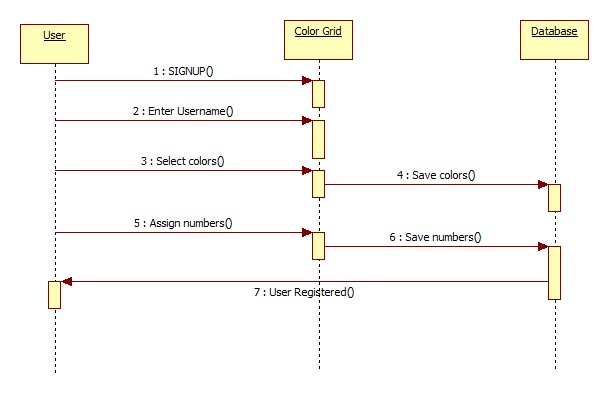 User
Color Grid
Database
1 : SIGNUP()
2 : Enter Username()
3 : Select colors()
4 : Save colors()
5 : Assign numbers()
6 : Save numbers()
7 : User Registered()